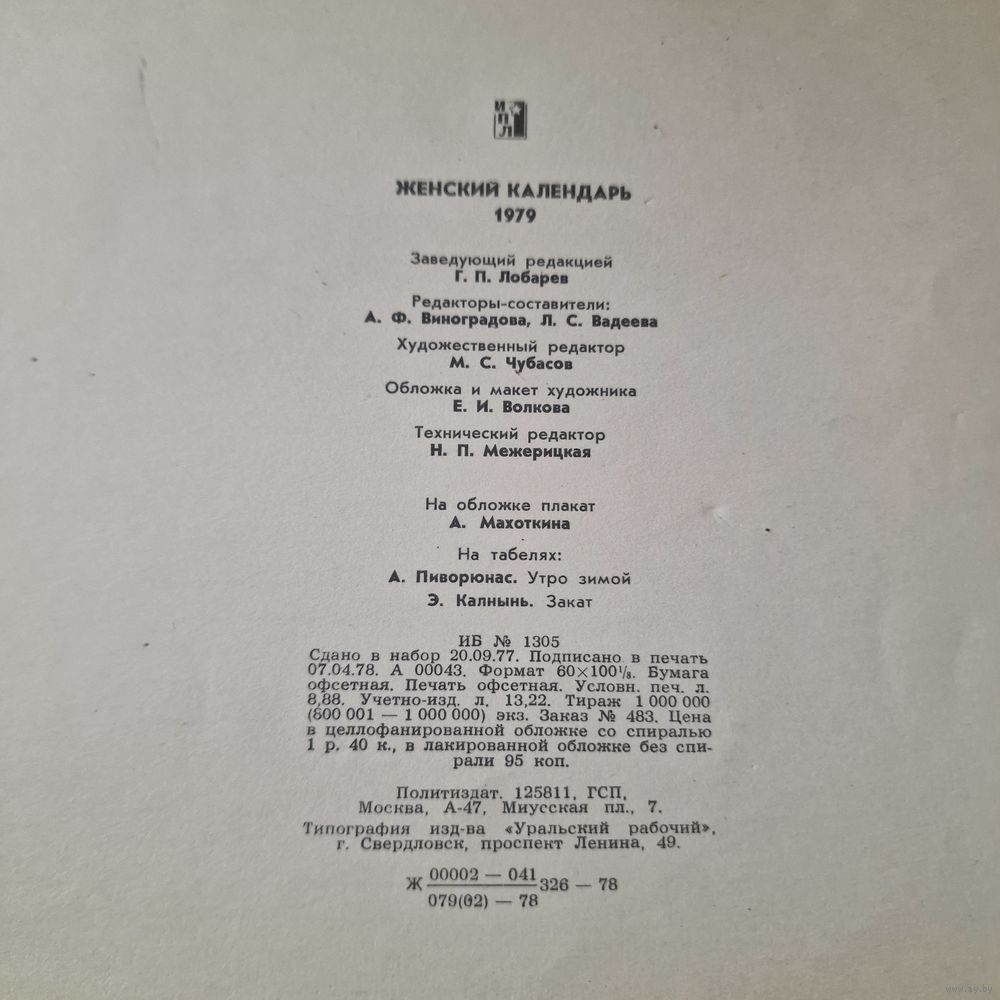 И
П
Л
ЖЕНСКИЙ КАЛЕНДАРЬ
1979
Заведующий редакцией
Г. П. Лобарев
Редакторы-составители:
А. Ф. Виноградова, Л. С. Вадеева
Художественный редактор
М. С. Чубасов
Обложка и макет художника
Е. И. Волкова
Технический редактор
Н. П. Межерицкая
На обложке плакат
А. Махоткина
На табелях:
А. Пиворюнас. Утро зимой
Э. Калнынь. Закат
ИБ № 1305
Сдано в набор 20.09.77. Подписано в печать
07.04.78. А 00043. Формат 60×100¹/₈. Бумага
офсетная. Печать офсетная. Условн. печ. л.
8,88. Учетно-изд. л. 13,22. Тираж 1 000 000
(800 001 — 1 000 000) экз. Заказ № 483. Цена
в целлофанированной обложке со спиралью
1 р. 40 к., в лакированной обложке без спи-
рали 95 коп.
Политиздат. 125811, ГСП,
Москва, А-47, Миусская пл., 7.
Типография изд-ва «Уральский рабочий»,
г. Свердловск, проспект Ленина, 49.
Ж 00002 — 041 326 — 78
079(02) — 78
www.ay.by